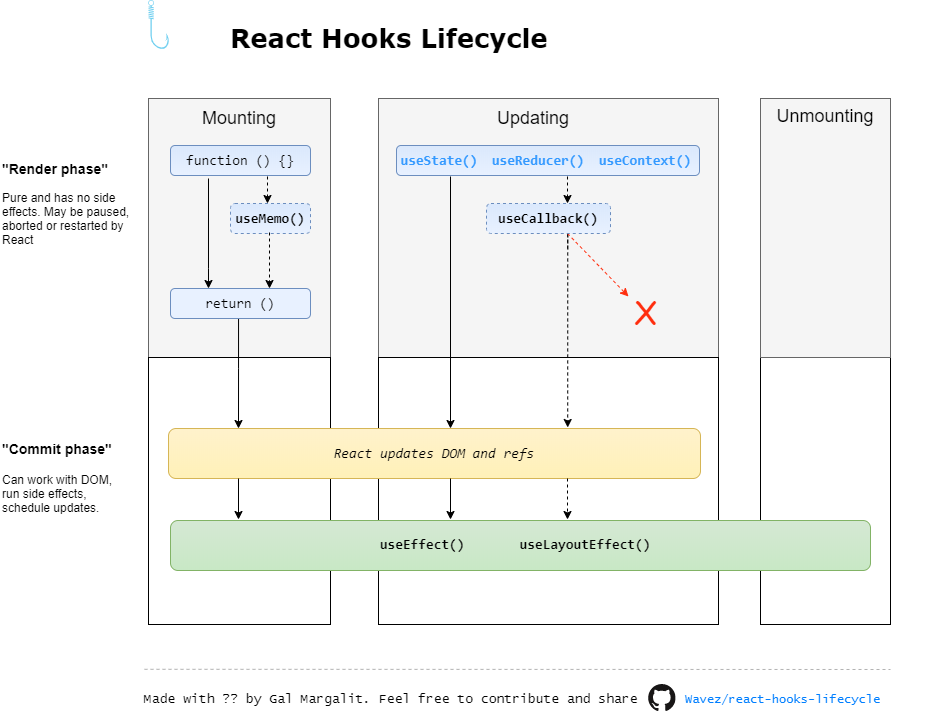 React Hooks Lifecycle
Mounting
Updating
Unmounting
"Render phase"
Pure and has no side
effects. May be paused,
aborted or restarted by
React
function () {}
useMemo()
return ()
useState() useReducer() useContext()
useCallback()
X
"Commit phase"
Can work with DOM,
run side effects,
schedule updates.
React updates DOM and refs
useEffect() useLayoutEffect()
Made with ?? by Gal Margalit. Feel free to contribute and share Wavez/react-hooks-lifecycle